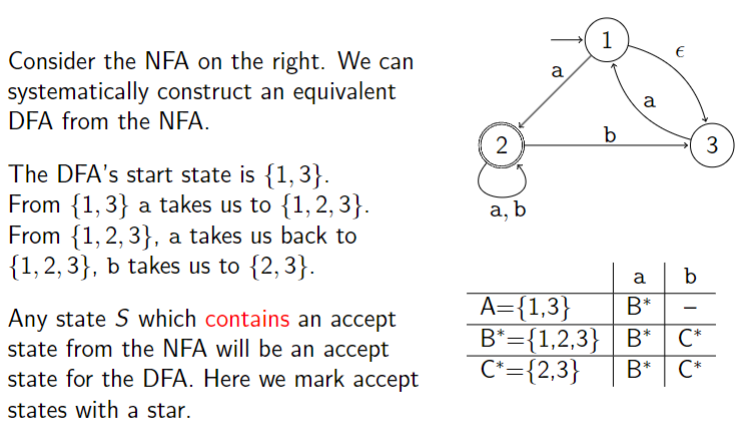 Consider the NFA on the right. We can
systematically construct an equivalent
DFA from the NFA.
The DFA's start state is {1, 3}.
From {1, 3} a takes us to {1, 2, 3}.
From {1, 2, 3}, a takes us back to
{1, 2, 3}, b takes us to {2, 3}.
Any state S which contains an accept
state from the NFA will be an accept
state for the DFA. Here we mark accept
states with a star.
1
ϵ
a
a
b
2
3
a, b
a b
A={1,3} B* –
B*={1,2,3} B* C*
C*={2,3} B* C*